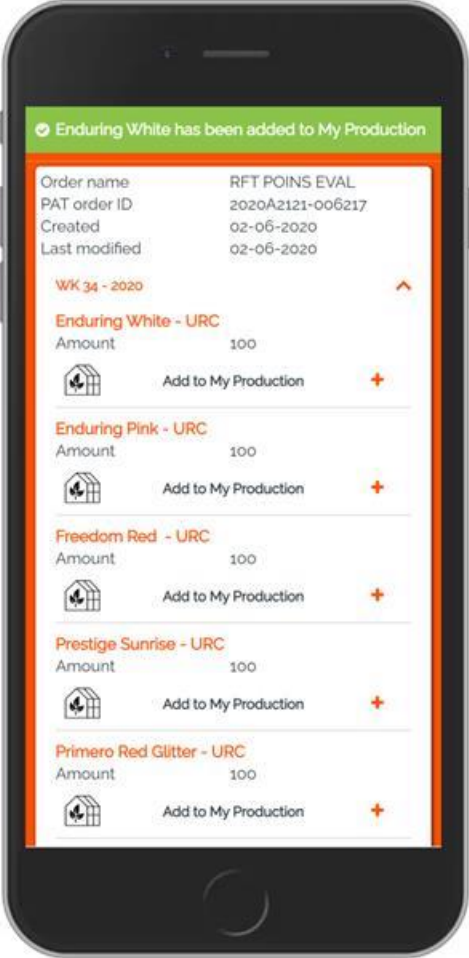 Enduring White has been added to My Production
Order name RFT POINS EVAL
PAT order ID 2020A2121-006217
Created 02-06-2020
Last modified 02-06-2020
WK 34 - 2020
Enduring White - URC
Amount 100
Add to My Production +
Enduring Pink - URC
Amount 100
Add to My Production +
Freedom Red - URC
Amount 100
Add to My Production +
Prestige Sunrise - URC
Amount 100
Add to My Production +
Primero Red Glitter - URC
Amount 100
Add to My Production +